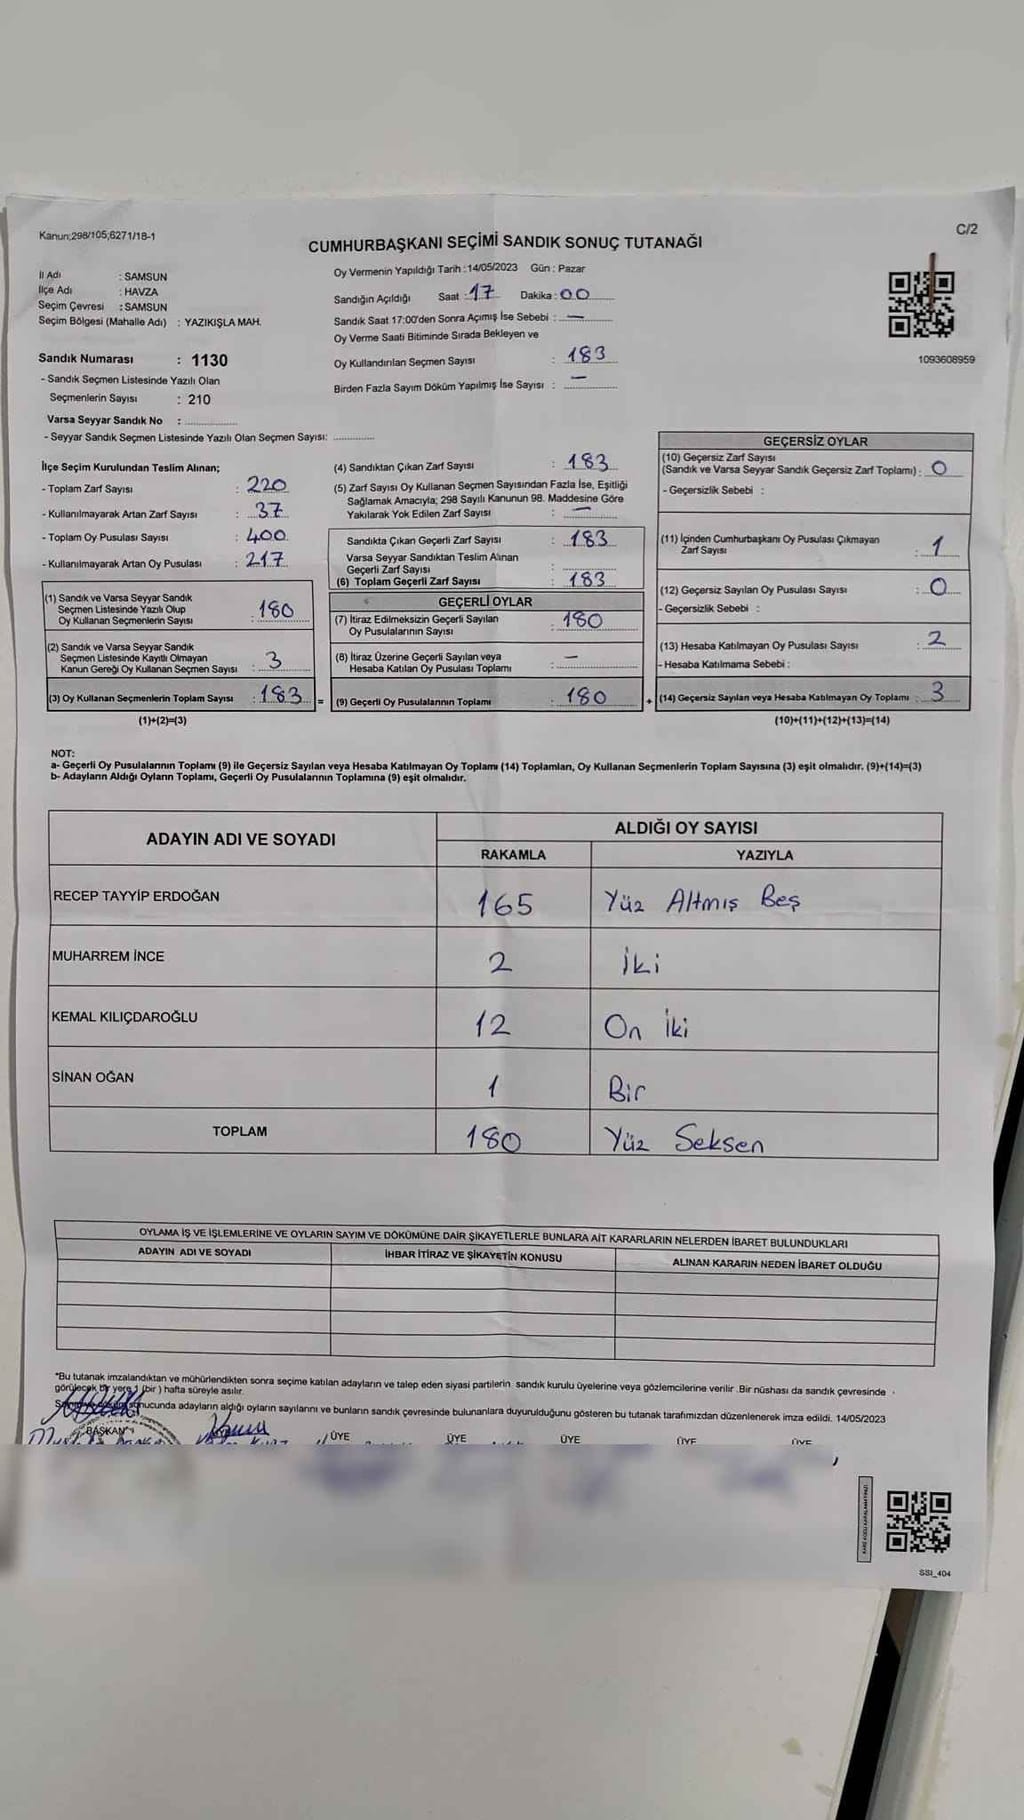 Kanun;298/105;6271/18-1
C/2
CUMHURBAŞKANI SEÇİMİ SANDIK SONUÇ TUTANAĞI
İl Adı : SAMSUN
İlçe Adı : HAVZA
Seçim Çevresi : SAMSUN
Seçim Bölgesi (Mahalle Adı) : YAZIKIŞLA MAH.
Sandık Numarası : 1130
- Sandık Seçmen Listesinde Yazılı Olan
Seçmenlerin Sayısı : 210
Varsa Seyyar Sandık No :
- Seyyar Sandık Seçmen Listesinde Yazılı Olan Seçmen Sayısı:
Oy Vermenin Yapıldığı Tarih :14/05/2023 Gün : Pazar
Sandığın Açıldığı Saat : 17 Dakika : 00
Sandık Saat 17:00'den Sonra Açımış İse Sebebi : —
Oy Verme Saati Bitiminde Sırada Bekleyen ve
Oy Kullandırılan Seçmen Sayısı : 183
Birden Fazla Sayım Döküm Yapılmış İse Sayısı : —
1093608959
İlçe Seçim Kurulundan Teslim Alınan;
- Toplam Zarf Sayısı : 220
- Kullanılmayarak Artan Zarf Sayısı : 37
- Toplam Oy Pusulası Sayısı : 400
- Kullanılmayarak Artan Oy Pusulası : 217
(1) Sandık ve Varsa Seyyar Sandık
Seçmen Listesinde Yazılı Olup
Oy Kullanan Seçmenlerin Sayısı : 180
(2) Sandık ve Varsa Seyyar Sandık
Seçmen Listesinde Kayıtlı Olmayan
Kanun Gereği Oy Kullanan Seçmen Sayısı : 3
(3) Oy Kullanan Seçmenlerin Toplam Sayısı : 183 =
(1)+(2)=(3)
(4) Sandıktan Çıkan Zarf Sayısı : 183
(5) Zarf Sayısı Oy Kullanan Seçmen Sayısından Fazla İse, Eşitliği
Sağlamak Amacıyla; 298 Sayılı Kanunun 98. Maddesine Göre
Yakılarak Yok Edilen Zarf Sayısı : —
Sandıkta Çıkan Geçerli Zarf Sayısı : 183
Varsa Seyyar Sandıktan Teslim Alınan
Geçerli Zarf Sayısı :
(6) Toplam Geçerli Zarf Sayısı : 183
GEÇERLİ OYLAR
(7) İtiraz Edilmeksizin Geçerli Sayılan
Oy Pusulalarının Sayısı : 180
(8) İtiraz Üzerine Geçerli Sayılan veya
Hesaba Katılan Oy Pusulası Toplamı : —
(9) Geçerli Oy Pusulalarının Toplamı : 180 +
GEÇERSİZ OYLAR
(10) Geçersiz Zarf Sayısı
(Sandık ve Varsa Seyyar Sandık Geçersiz Zarf Toplamı) : 0
- Geçersizlik Sebebi :
(11) İçinden Cumhurbaşkanı Oy Pusulası Çıkmayan
Zarf Sayısı : 1
(12) Geçersiz Sayılan Oy Pusulası Sayısı : 0
- Geçersizlik Sebebi :
(13) Hesaba Katılmayan Oy Pusulası Sayısı : 2
- Hesaba Katılmama Sebebi :
(14) Geçersiz Sayılan veya Hesaba Katılmayan Oy Toplamı : 3
(10)+(11)+(12)+(13)=(14)
NOT:
a- Geçerli Oy Pusulalarının Toplamı (9) ile Geçersiz Sayılan veya Hesaba Katılmayan Oy Toplamı (14) Toplamları, Oy Kullanan Seçmenlerin Toplam Sayısına (3) eşit olmalıdır. (9)+(14)=(3)
b- Adayların Aldığı Oyların Toplamı, Geçerli Oy Pusulalarının Toplamına (9) eşit olmalıdır.
ADAYIN ADI VE SOYADI
ALDIĞI OY SAYISI
RAKAMLA YAZIYLA
RECEP TAYYİP ERDOĞAN 165 Yüz Altmış Beş
MUHARREM İNCE 2 İki
KEMAL KILIÇDAROĞLU 12 On İki
SİNAN OĞAN 1 Bir
TOPLAM 180 Yüz Seksen
OYLAMA İŞ VE İŞLEMLERİNE VE OYLARIN SAYIM VE DÖKÜMÜNE DAİR ŞİKAYETLERLE BUNLARA AİT KARARLARIN NELERDEN İBARET BULUNDUKLARI
ADAYIN ADI VE SOYADI İHBAR İTİRAZ VE ŞİKAYETİN KONUSU ALINAN KARARIN NEDEN İBARET OLDUĞU
*Bu tutanak imzalandıktan ve mühürlendikten sonra seçime katılan adayların ve talep eden siyasi partilerin sandık kurulu üyelerine veya gözlemcilerine verilir .Bir nüshası da sandık çevresinde
görülecek bir yere 1 (bir ) hafta süreyle asılır.
sonucunda adayların aldığı oyların sayılarını ve bunların sandık çevresinde bulunanlara duyurulduğunu gösteren bu tutanak tarafımızdan düzenlenerek imza edildi. 14/05/2023
BAŞKAN ÜYE ÜYE ÜYE ÜYE ÜYE
SSI_404